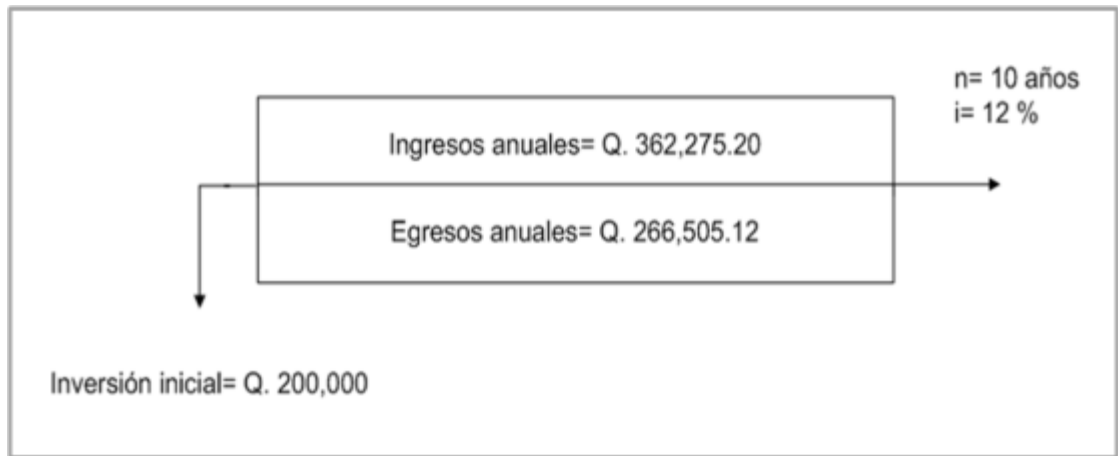 n= 10 años
i= 12 %
Ingresos anuales= Q. 362,275.20
Egresos anuales= Q. 266,505.12
Inversión inicial= Q. 200,000